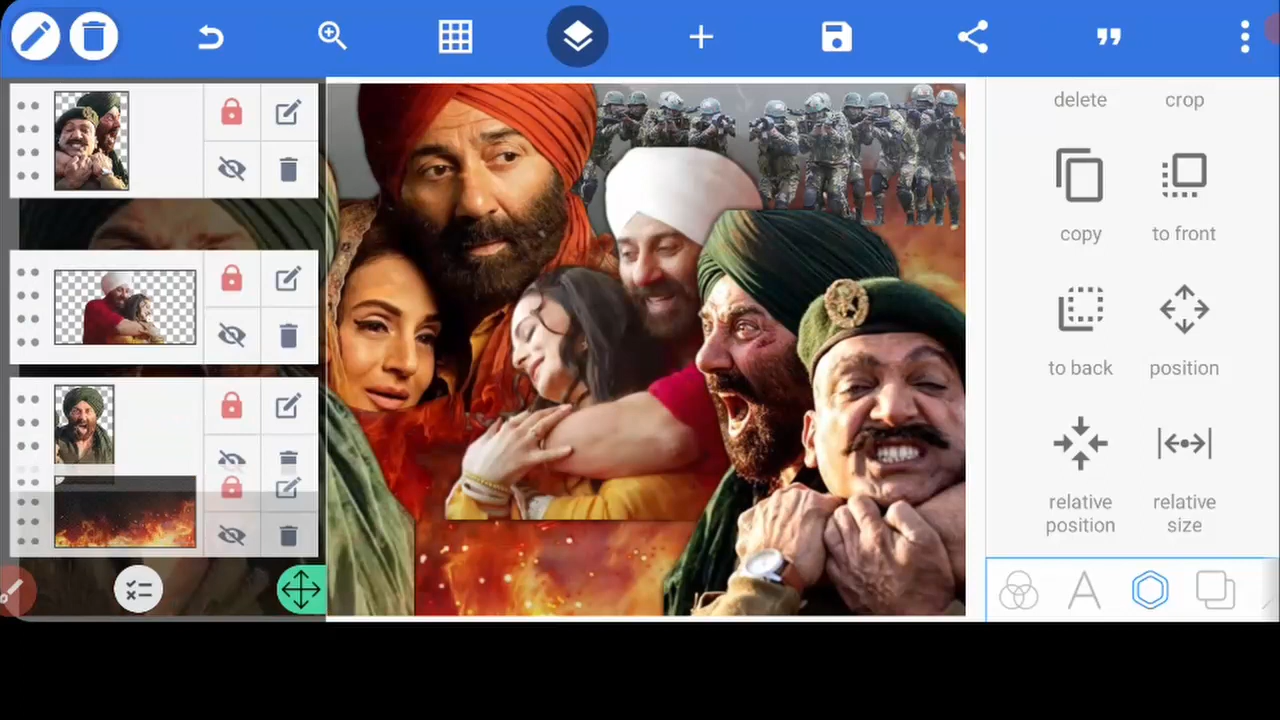 delete crop
copy to front
to back position
relative position relative size